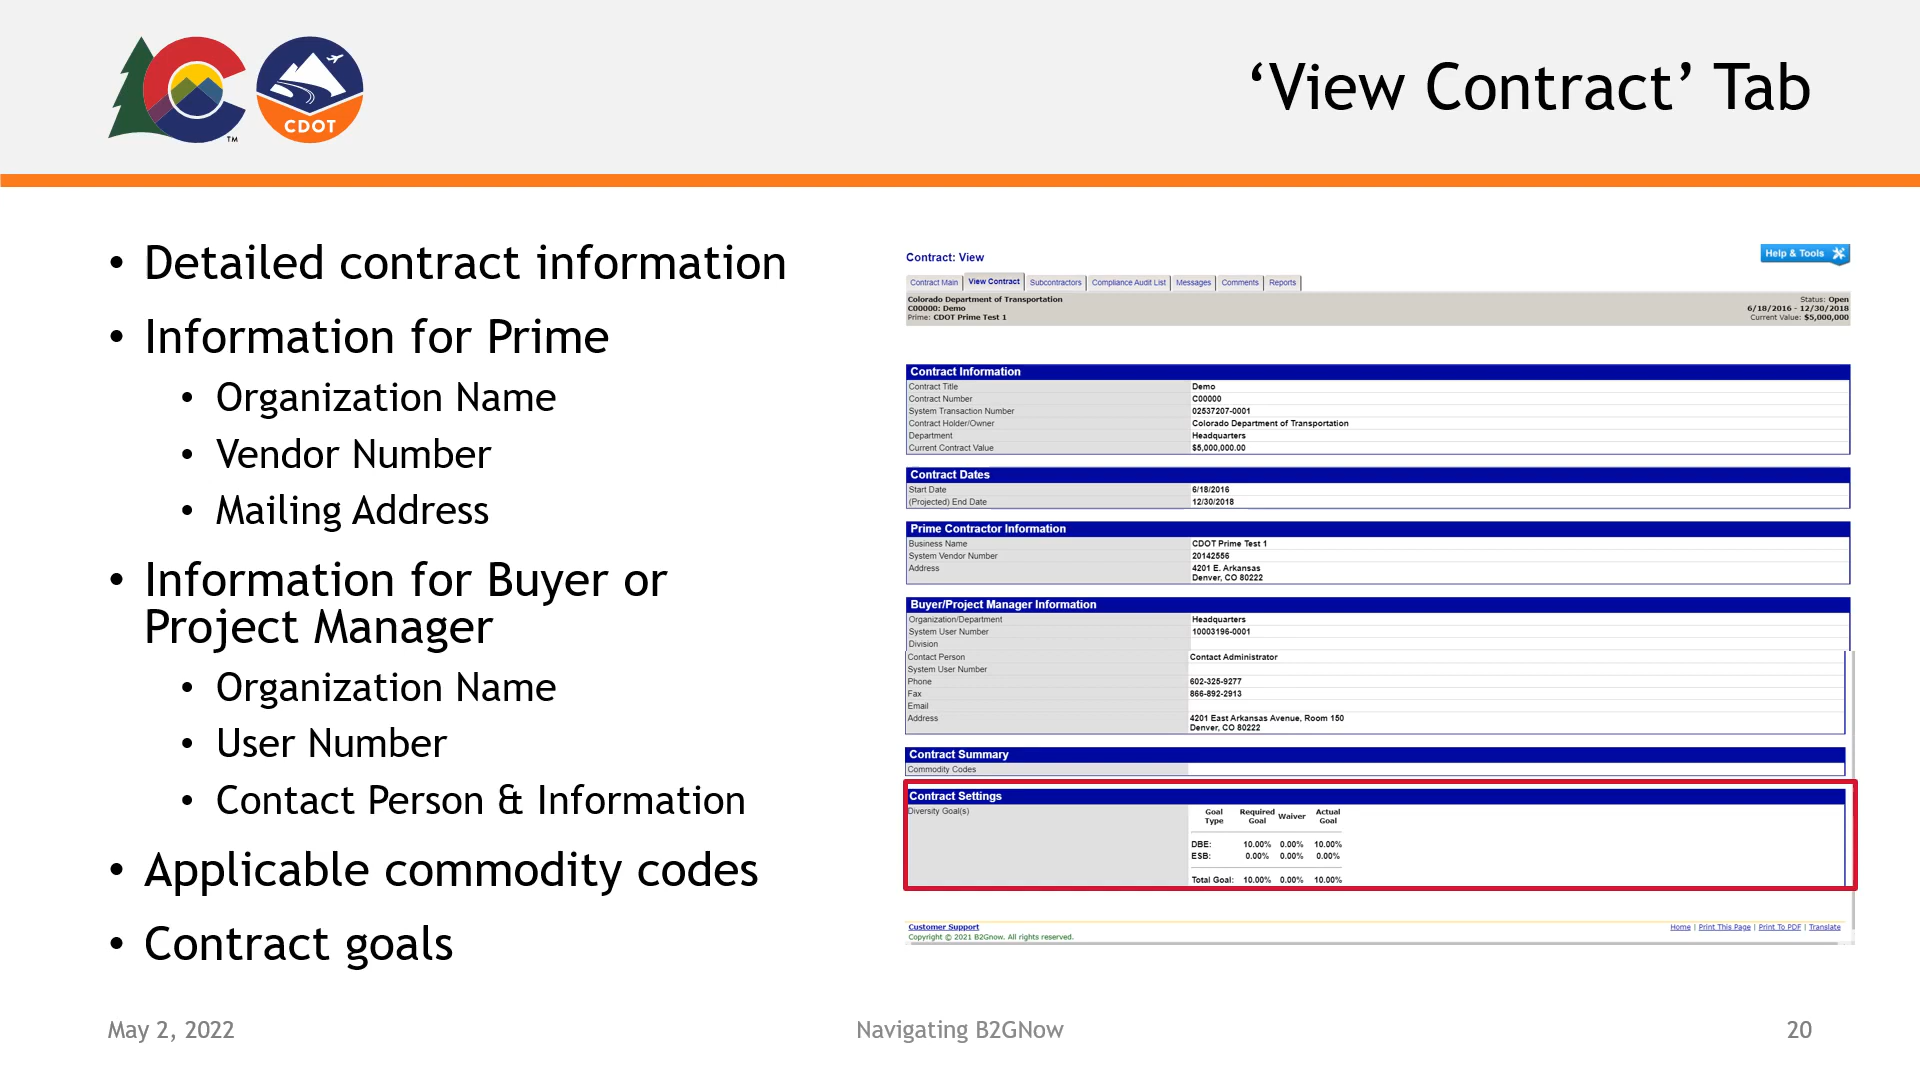 TM
CDOT
‘View Contract’ Tab
• Detailed contract information
• Information for Prime
• Organization Name
• Vendor Number
• Mailing Address
• Information for Buyer or
Project Manager
• Organization Name
• User Number
• Contact Person & Information
• Applicable commodity codes
• Contract goals
Contract: View
Help & Tools
Contract Main View Contract Subcontractors Compliance Audit List Messages Comments Reports
Colorado Department of Transportation Status: Open
C00000: Demo 6/18/2016 - 12/30/2018
Prime: CDOT Prime Test 1 Current Value: $5,000,000
Contract Information
Contract Title Demo
Contract Number C00000
System Transaction Number 02537207-0001
Contract Holder/Owner Colorado Department of Transportation
Department Headquarters
Current Contract Value $5,000,000.00
Contract Dates
Start Date 6/18/2016
(Projected) End Date 12/30/2018
Prime Contractor Information
Business Name CDOT Prime Test 1
System Vendor Number 20142556
Address 4201 E. Arkansas
Denver, CO 80222
Buyer/Project Manager Information
Organization/Department Headquarters
System User Number 10003196-0001
Division
Contact Person Contact Administrator
System User Number
Phone 602-325-9277
Fax 866-892-2913
Email
Address 4201 East Arkansas Avenue, Room 150
Denver, CO 80222
Contract Summary
Commodity Codes
Contract Settings
Diversity Goal(s) Goal Required Waiver Actual
Type Goal Goal
DBE: 10.00% 0.00% 10.00%
ESB: 0.00% 0.00% 0.00%
Total Goal: 10.00% 0.00% 10.00%
Customer Support Home | Print This Page | Print To PDF | Translate
Copyright © 2021 B2Gnow. All rights reserved.
May 2, 2022 Navigating B2GNow 20